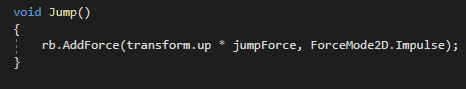 void Jump()
{
rb.AddForce(transform.up * jumpForce, ForceMode2D.Impulse);
}